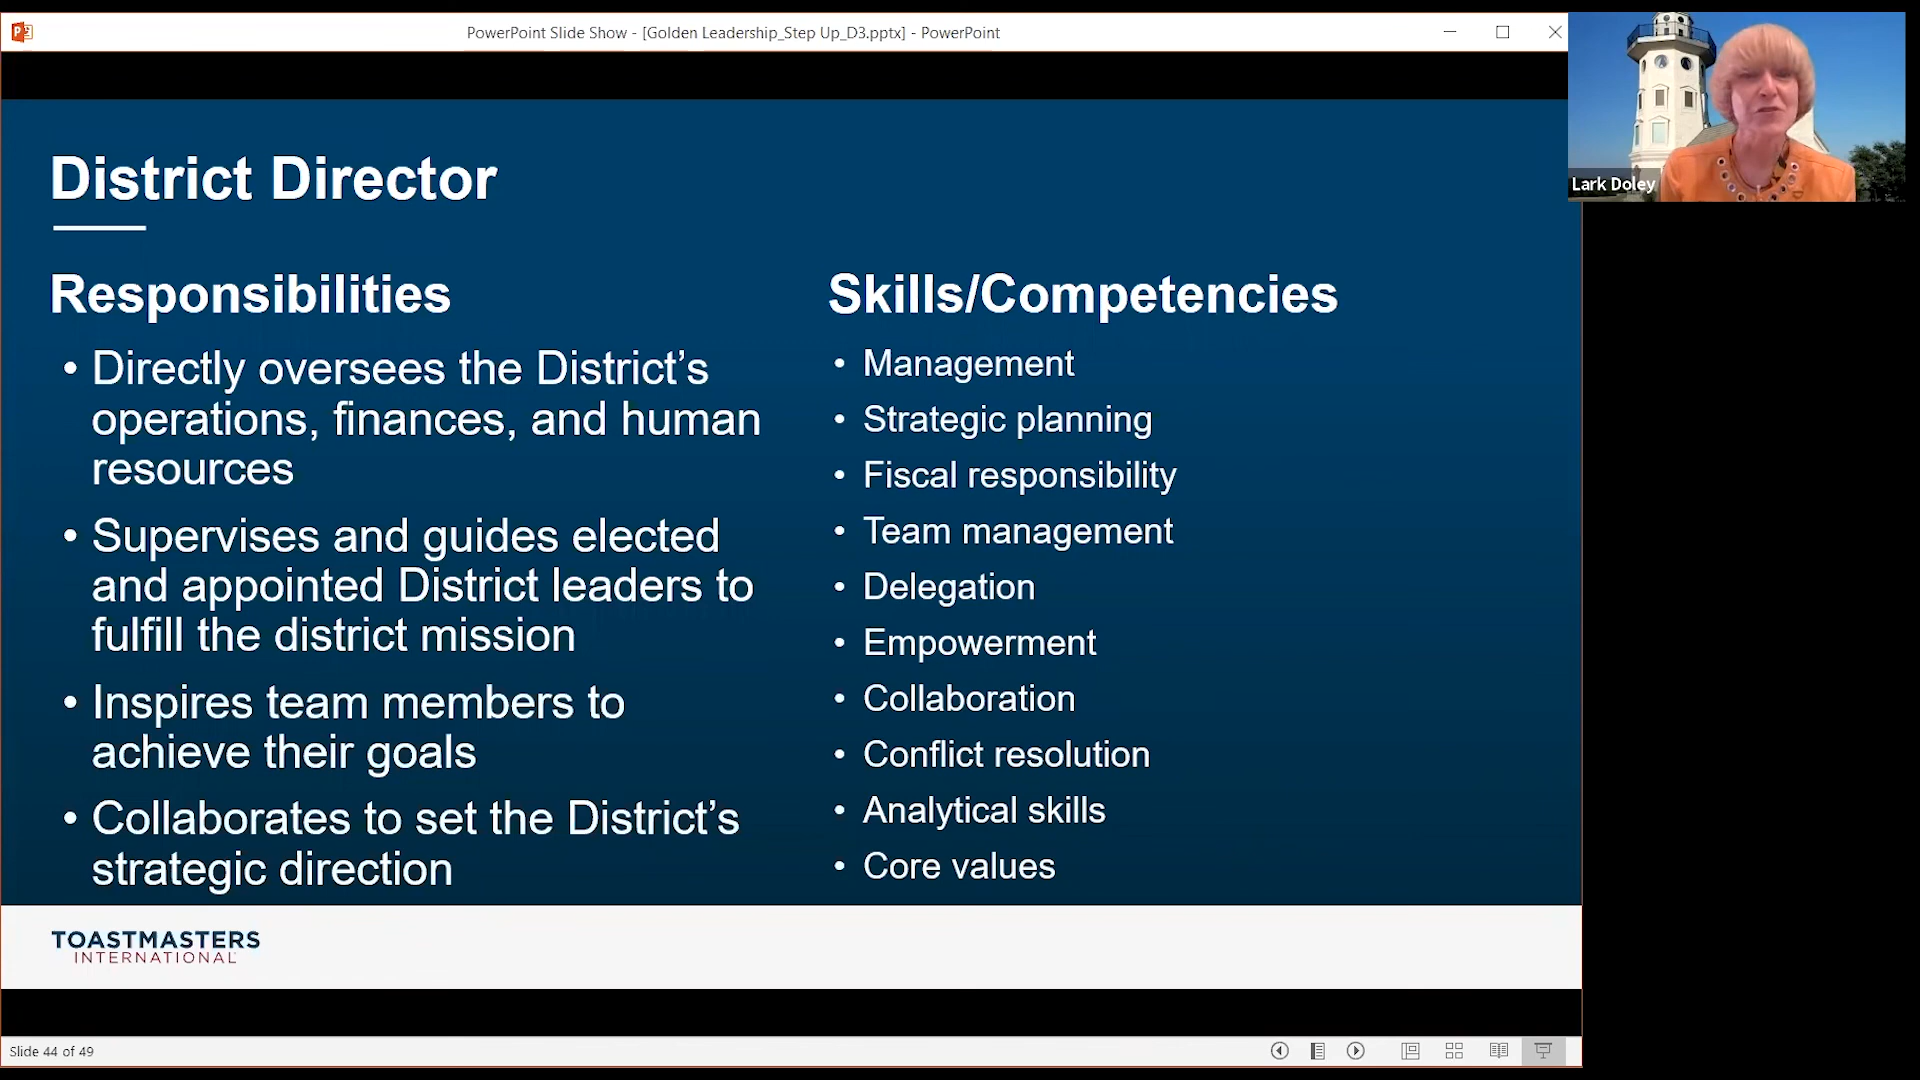 PowerPoint Slide Show - [Golden Leadership_Step Up_D3.pptx] - PowerPoint
Lark Doley
District Director
Responsibilities
• Directly oversees the District’s
operations, finances, and human
resources
• Supervises and guides elected
and appointed District leaders to
fulfill the district mission
• Inspires team members to
achieve their goals
• Collaborates to set the District’s
strategic direction
Skills/Competencies
• Management
• Strategic planning
• Fiscal responsibility
• Team management
• Delegation
• Empowerment
• Collaboration
• Conflict resolution
• Analytical skills
• Core values
TOASTMASTERS
INTERNATIONAL
Slide 44 of 49